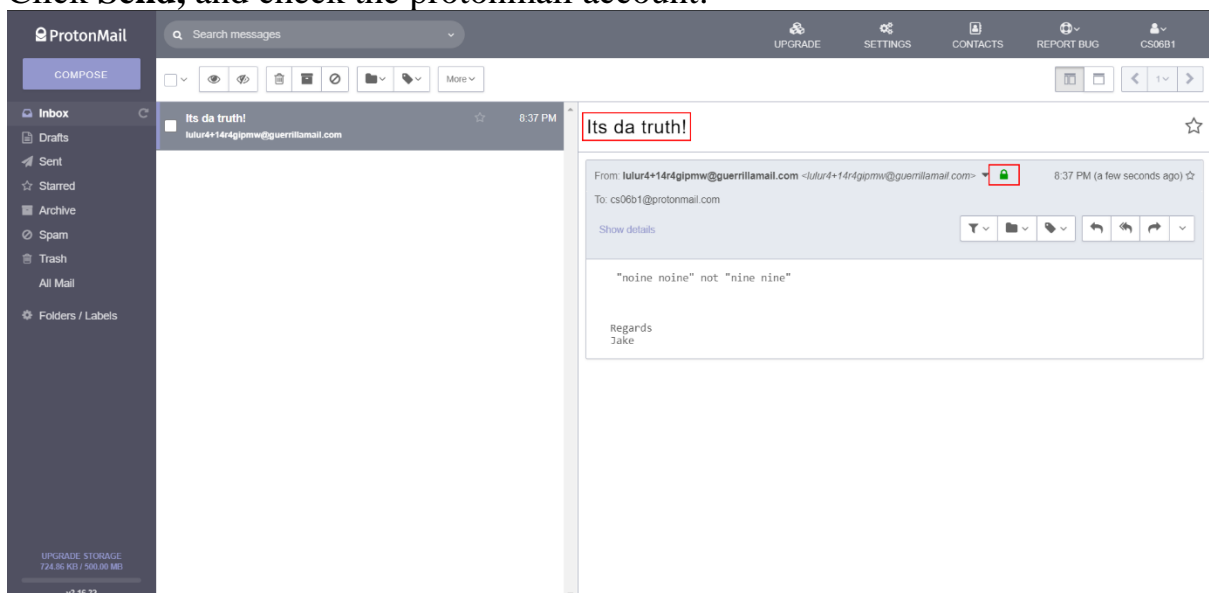 Click Send, and check the protonmail account.
ProtonMail
Search messages
UPGRADE
SETTINGS
CONTACTS
REPORT BUG
CS06B1
COMPOSE
More
1
Inbox
Drafts
Sent
Starred
Archive
Spam
Trash
All Mail
Folders / Labels
UPGRADE STORAGE
724.86 KB / 500.00 MB
Its da truth!
8:37 PM
lulur4+14r4gipmw@guerrillamail.com
Its da truth!
From: lulur4+14r4gipmw@guerrillamail.com <lulur4+14r4gipmw@guerrillamail.com>
8:37 PM (a few seconds ago)
To: cs06b1@protonmail.com
Show details
"noine noine" not "nine nine"
Regards
Jake